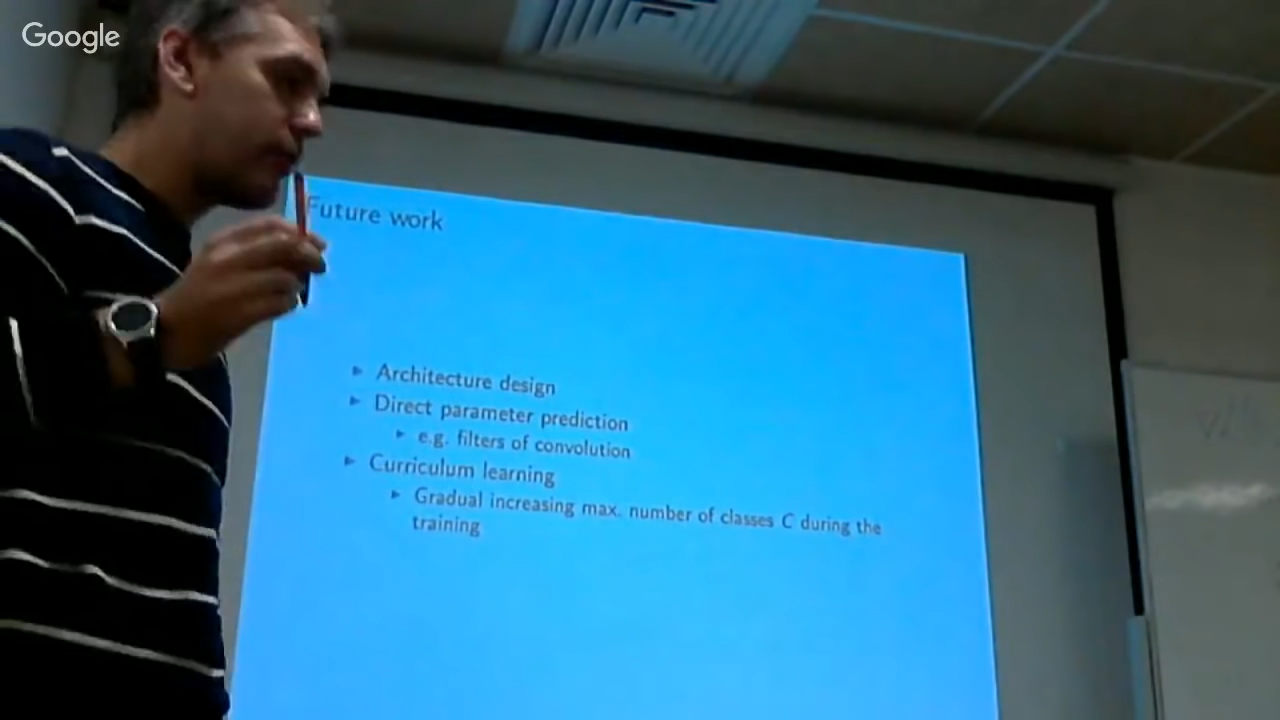 Google
Future work
Architecture design
Direct parameter prediction
e.g. filters of convolution
Curriculum learning
Gradual increasing max. number of classes C during the
training